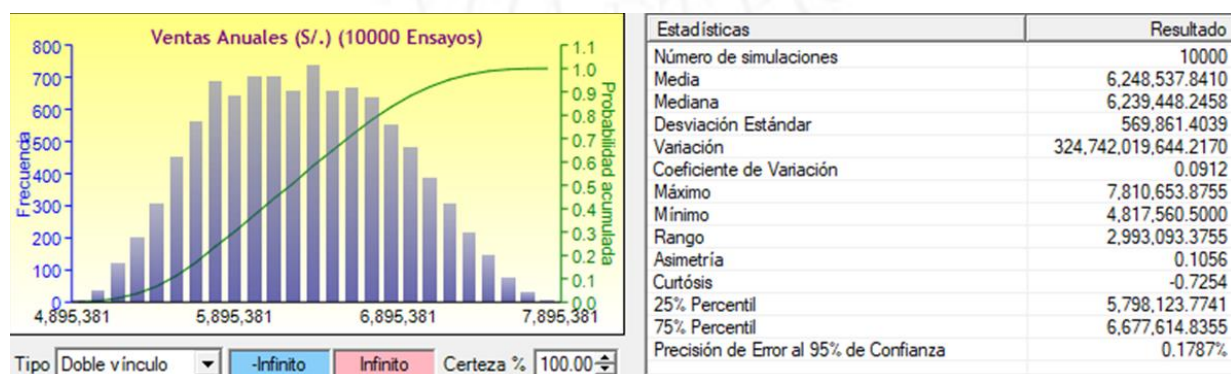 Ventas Anuales (S/.) (10000 Ensayos)
800
700
600
500
400
300
200
100
0
Frecuencia
1.1
1.0
0.9
0.8
0.7
0.6
0.5
0.4
0.3
0.2
0.1
0.0
Probabilidad acumulada
4,895,381 5,895,381 6,895,381 7,895,381
Tipo Doble vínculo -Infinito Infinito Certeza % 100.00
Estadísticas Resultado
Número de simulaciones 10000
Media 6,248,537.8410
Mediana 6,239,448.2458
Desviación Estándar 569,861.4039
Variación 324,742,019,644.2170
Coeficiente de Variación 0.0912
Máximo 7,810,653.8755
Mínimo 4,817,560.5000
Rango 2,993,093.3755
Asimetría 0.1056
Curtósis -0.7254
25% Percentil 5,798,123.7741
75% Percentil 6,677,614.8355
Precisión de Error al 95% de Confianza 0.1787%